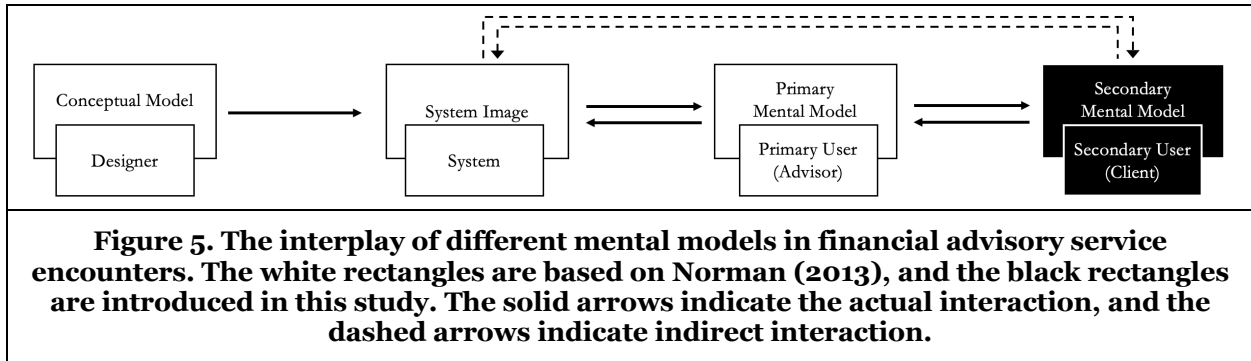 Conceptual Model
Designer
System Image
System
Primary
Mental Model
Primary User
(Advisor)
Secondary
Mental Model
Secondary User
(Client)
Figure 5. The interplay of different mental models in financial advisory service
encounters. The white rectangles are based on Norman (2013), and the black rectangles
are introduced in this study. The solid arrows indicate the actual interaction, and the
dashed arrows indicate indirect interaction.